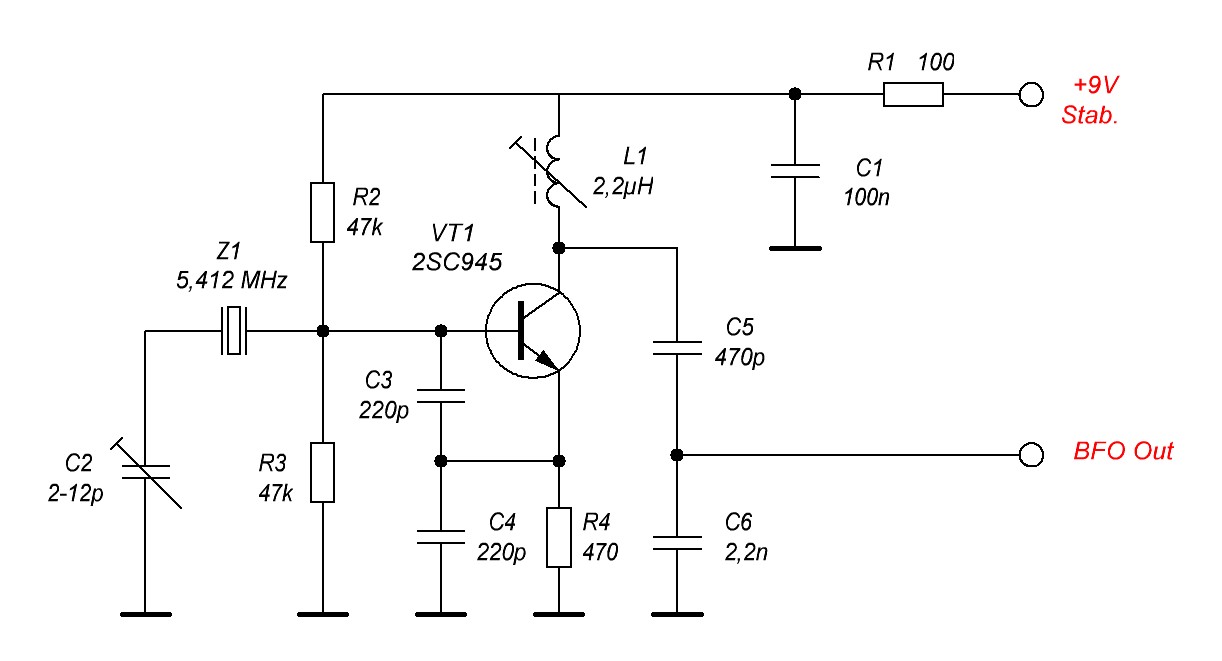 R1 100
+9V
Stab.
L1
2,2µH
C1
100n
R2
47k
VT1
2SC945
Z1
5,412 MHz
C5
470p
C3
220p
BFO Out
C2
2-12p
R3
47k
C4
220p
R4
470
C6
2,2n